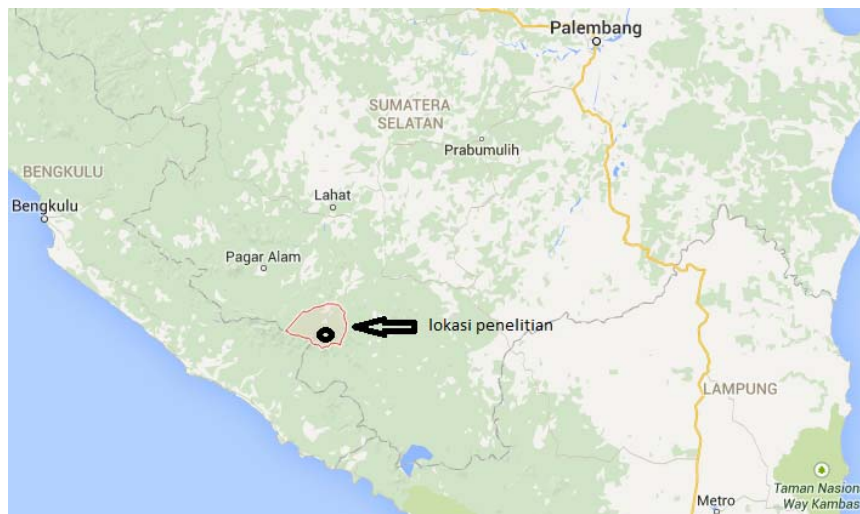 Palembang
SUMATERA
SELATAN
Prabumulih
BENGKULU
Lahat
Bengkulu
Pagar Alam
lokasi penelitian
LAMPUNG
Taman Nasion
Way Kambas
Metro